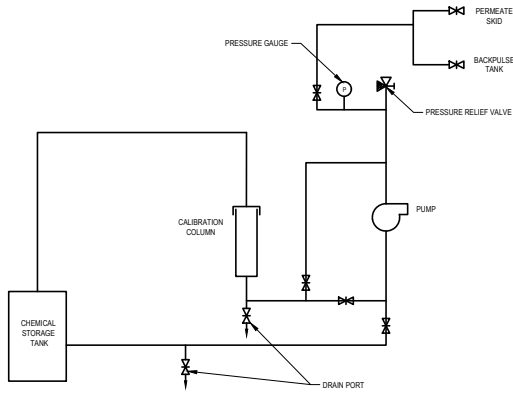 PERMEATE
SKID
PRESSURE GAUGE
BACKPULSE
TANK
P
PRESSURE RELIEF VALVE
CALIBRATION
COLUMN
PUMP
CHEMICAL
STORAGE
TANK
DRAIN PORT